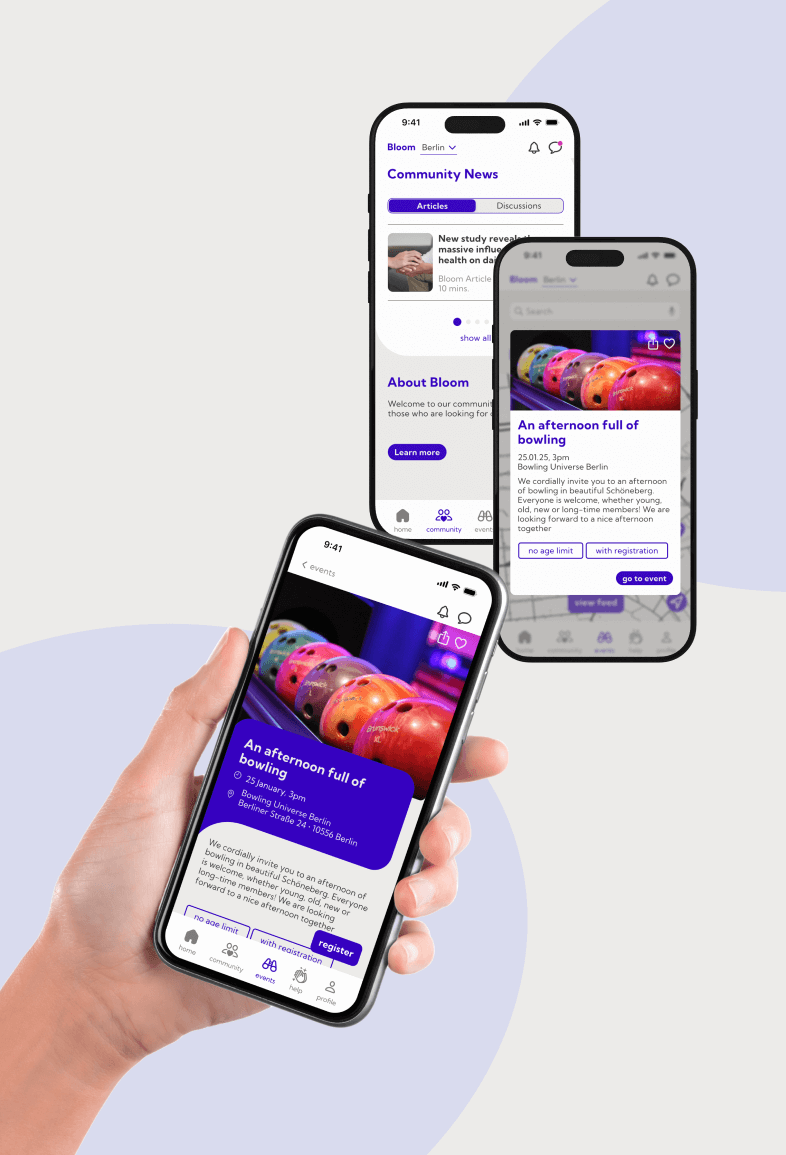 9:41
Bloom Berlin
Community News
Articles Discussions
New study reveals
massive influe
health on dai
Bloom Article
10 mins.
show all
About Bloom
Welcome to our communit
those who are looking for
Learn more
home community events
9:41
Bloom Berlin
Search
An afternoon full of
bowling
25.01.25, 3pm
Bowling Universe Berlin
We cordially invite you to an afternoon
of bowling in beautiful Schöneberg.
Everyone is welcome, whether young,
old, new or long-time members! We are
looking forward to a nice afternoon
together
no age limit with registration
go to event
view feed
home community events help profile
9:41
events
Brunswick
L
Brunswick
XL
An afternoon full of
bowling
25 January, 3pm
Bowling Universe Berlin
Berliner Straße 24 · 10556 Berlin
We cordially invite you to an afternoon of
bowling in beautiful Schöneberg. Everyone
is welcome, whether young, old, new or
long-time members! We are looking
forward to a nice afternoon together
no age limit with registration
register
home community events help profile